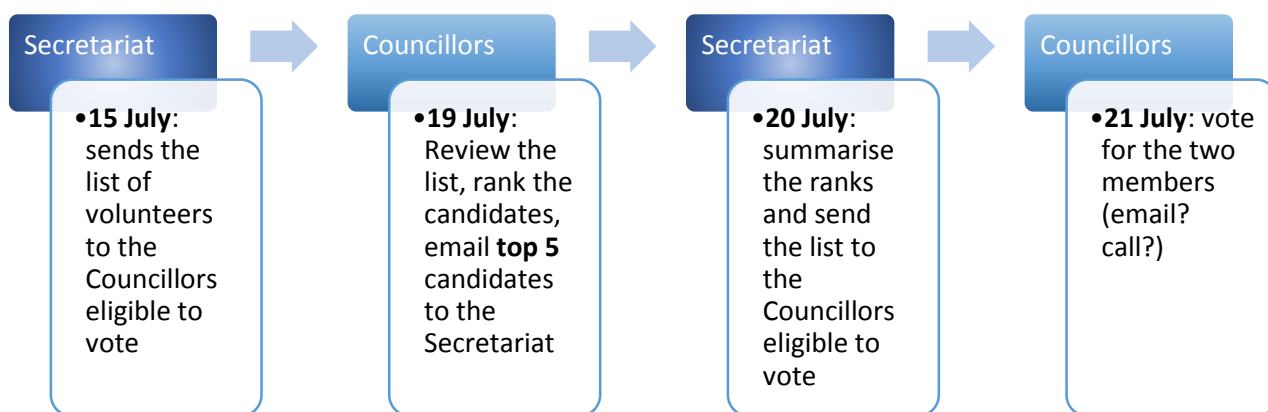 Secretariat
•15 July:
sends the
list of
volunteers
to the
Councillors
eligible to
vote
Councillors
•19 July:
Review the
list, rank the
candidates,
email top 5
candidates
to the
Secretariat
Secretariat
•20 July:
summarise
the ranks
and send
the list to
the
Councillors
eligible to
vote
Councillors
•21 July: vote
for the two
members
(email?
call?)